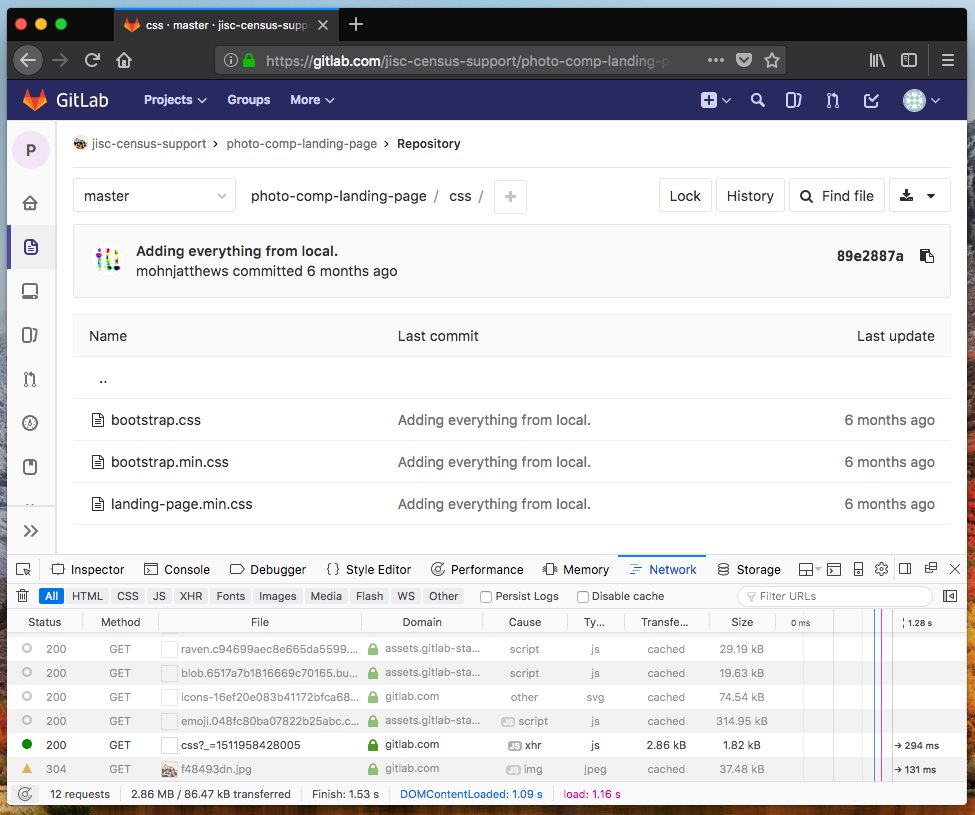 css · master · jisc-census-supp
https://gitlab.com/jisc-census-support/photo-comp-landing-p
GitLab Projects Groups More
P
jisc-census-support > photo-comp-landing-page > Repository
master photo-comp-landing-page / css / + Lock History Find file
Adding everything from local. 89e2887a
mohnjatthews committed 6 months ago
Name Last commit Last update
..
bootstrap.css Adding everything from local. 6 months ago
bootstrap.min.css Adding everything from local. 6 months ago
landing-page.min.css Adding everything from local. 6 months ago
Inspector Console Debugger {} Style Editor Performance Memory Network Storage
All HTML CSS JS XHR Fonts Images Media Flash WS Other Persist Logs Disable cache Filter URLs
Status Method File Domain Cause Ty... Transfe... Size 0 ms 1.28 s
200 GET raven.c94699aec8e665da5599.... assets.gitlab-sta... script js cached 29.19 kB
200 GET blob.6517a7b1816669c70165.bu... assets.gitlab-sta... script js cached 19.63 kB
200 GET icons-16ef20e083b41172bfca68... gitlab.com other svg cached 74.54 kB
200 GET emoji.048fc80ba07822b25abc.c... assets.gitlab-sta... JS script js cached 314.95 kB
200 GET css?_=1511958428005 gitlab.com JS xhr js 2.86 kB 1.82 kB → 294 ms
304 GET f48493dn.jpg gitlab.com JS img jpeg cached 37.48 kB → 131 ms
12 requests 2.86 MB / 86.47 kB transferred Finish: 1.53 s DOMContentLoaded: 1.09 s load: 1.16 s